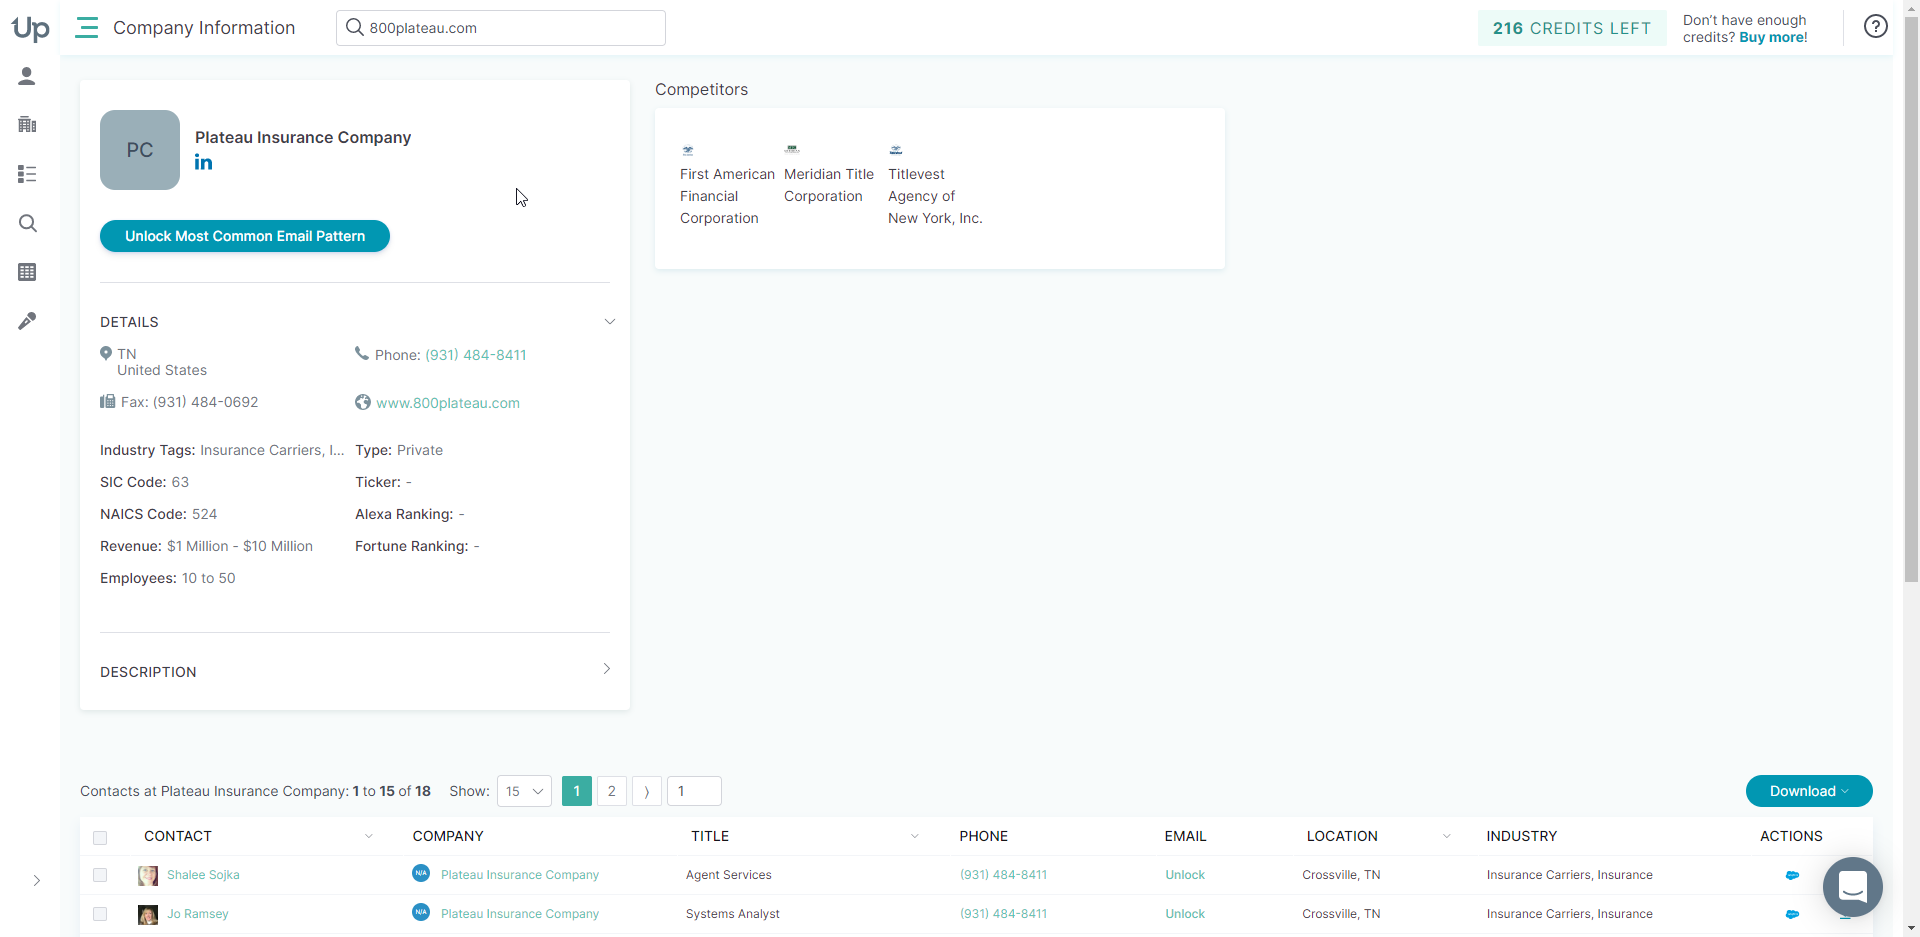 Up
Company Information
800plateau.com
216 CREDITS LEFT
Don't have enough
credits? Buy more!
?
PC
Plateau Insurance Company
in
Unlock Most Common Email Pattern
Competitors
First American
Financial
Corporation
Meridian Title
Corporation
Titlevest
Agency of
New York, Inc.
DETAILS
TN
United States
Phone: (931) 484-8411
Fax: (931) 484-0692
www.800plateau.com
Industry Tags: Insurance Carriers, I...
Type: Private
SIC Code: 63
Ticker: -
NAICS Code: 524
Alexa Ranking: -
Revenue: $1 Million - $10 Million
Fortune Ranking: -
Employees: 10 to 50
DESCRIPTION
Contacts at Plateau Insurance Company: 1 to 15 of 18 Show: 15 1 2 ⟩ 1
Download
CONTACT COMPANY TITLE PHONE EMAIL LOCATION INDUSTRY ACTIONS
Shalee Sojka N/A Plateau Insurance Company Agent Services (931) 484-8411 Unlock Crossville, TN Insurance Carriers, Insurance
Jo Ramsey N/A Plateau Insurance Company Systems Analyst (931) 484-8411 Unlock Crossville, TN Insurance Carriers, Insurance